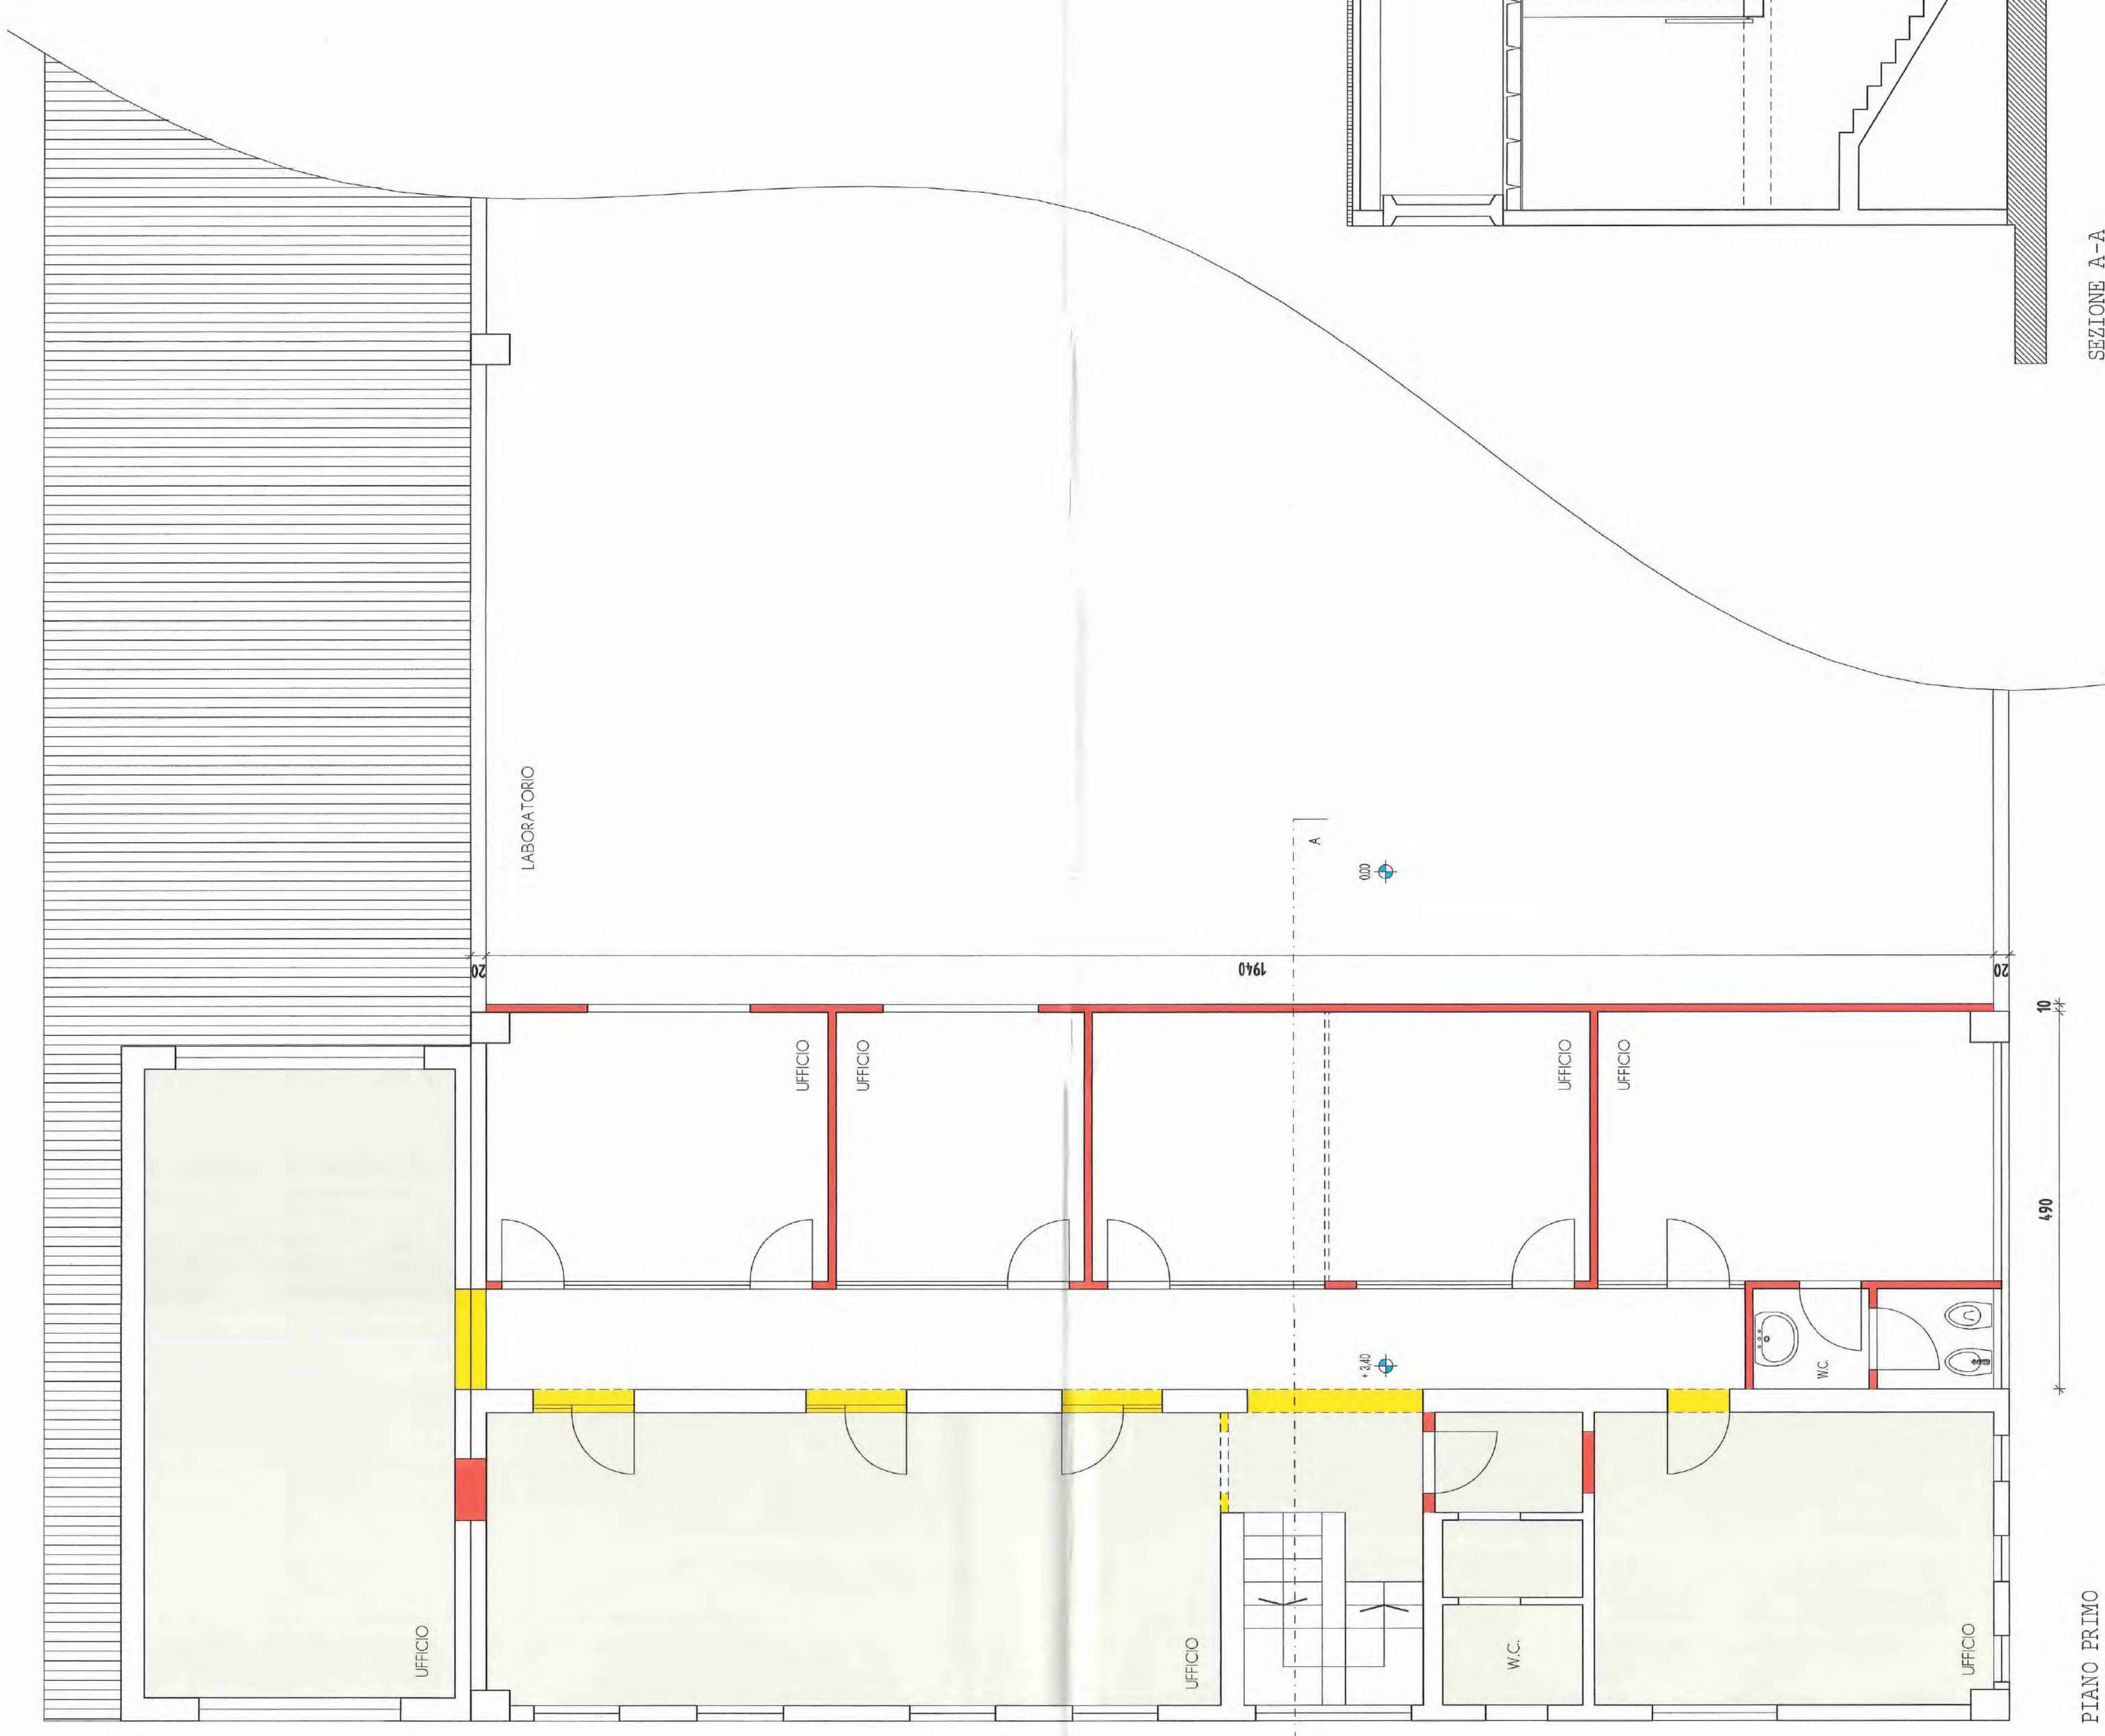 SEZIONE A-A
LABORATORIO
A
0.00
20
1940
20
10
UFFICIO
UFFICIO
UFFICIO
UFFICIO
490
+ 3,40
W.C.
UFFICIO
UFFICIO
W.C.
UFFICIO
PIANO PRIMO